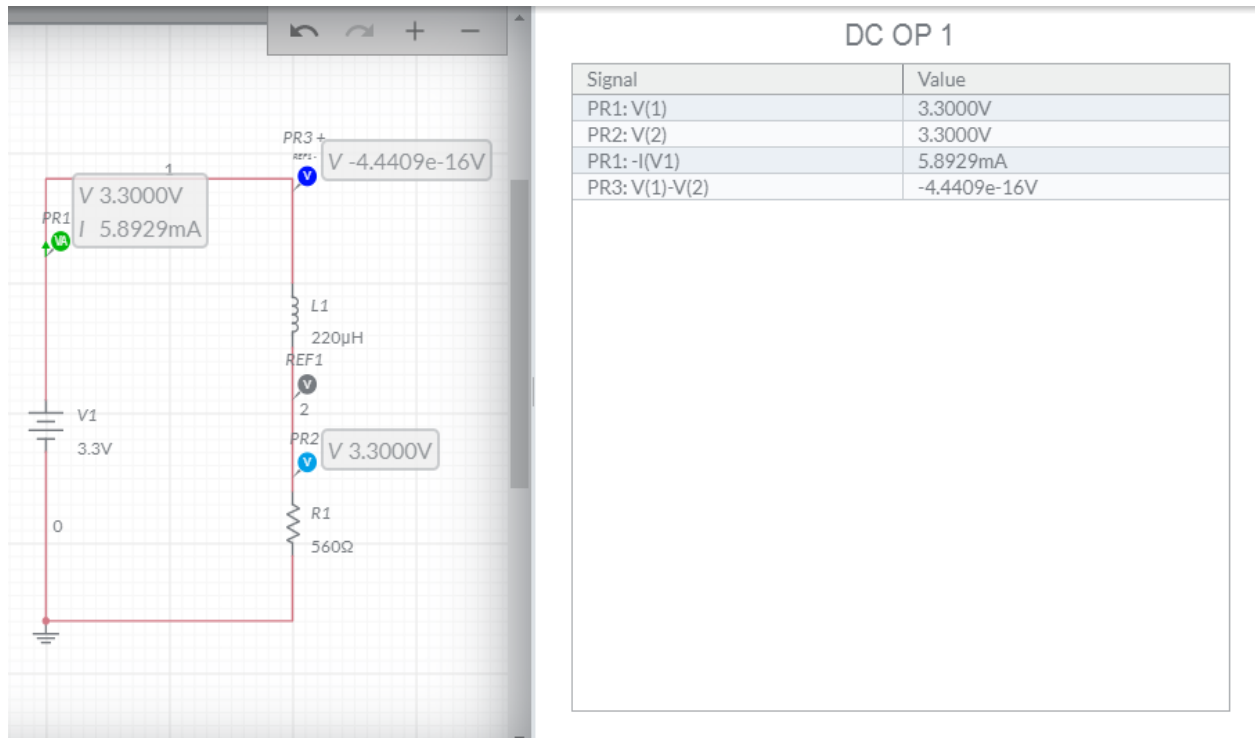 DC OP 1
Signal Value
PR1: V(1) 3.3000V
PR2: V(2) 3.3000V
PR1: -I(V1) 5.8929mA
PR3: V(1)-V(2) -4.4409e-16V
PR3 +
REF1 -
V -4.4409e-16V
V
1
V 3.3000V
I 5.8929mA
PR1
VA
L1
220µH
REF1
V
2
V1
3.3V
PR2
V 3.3000V
V
R1
560Ω
0